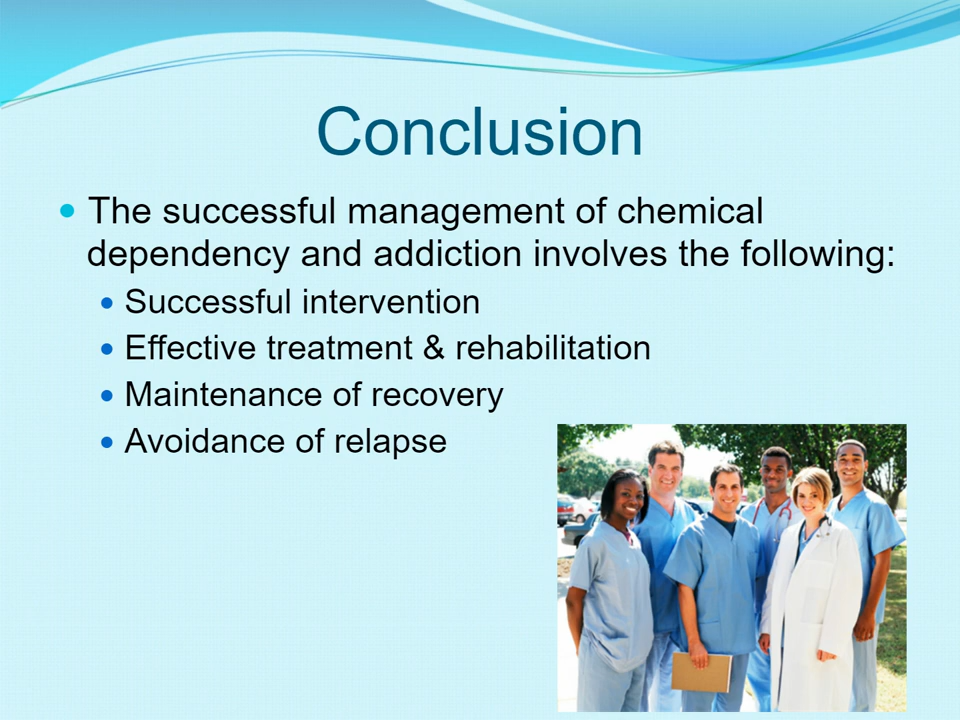 Conclusion
The successful management of chemical
dependency and addiction involves the following:
Successful intervention
Effective treatment & rehabilitation
Maintenance of recovery
Avoidance of relapse